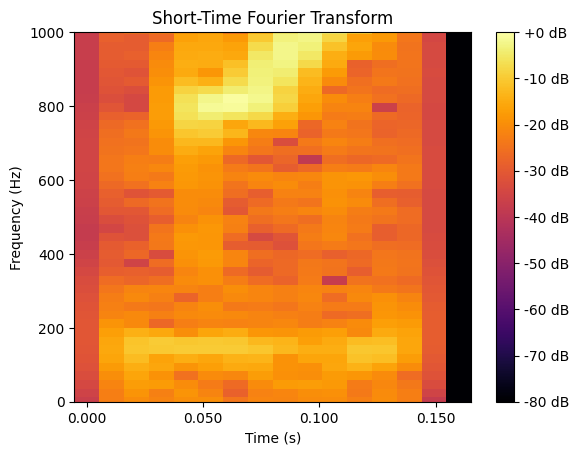 Short-Time Fourier Transform
1000
800
600
400
200
0
Frequency (Hz)
0.000
0.050
0.100
0.150
Time (s)
+0 dB
-10 dB
-20 dB
-30 dB
-40 dB
-50 dB
-60 dB
-70 dB
-80 dB